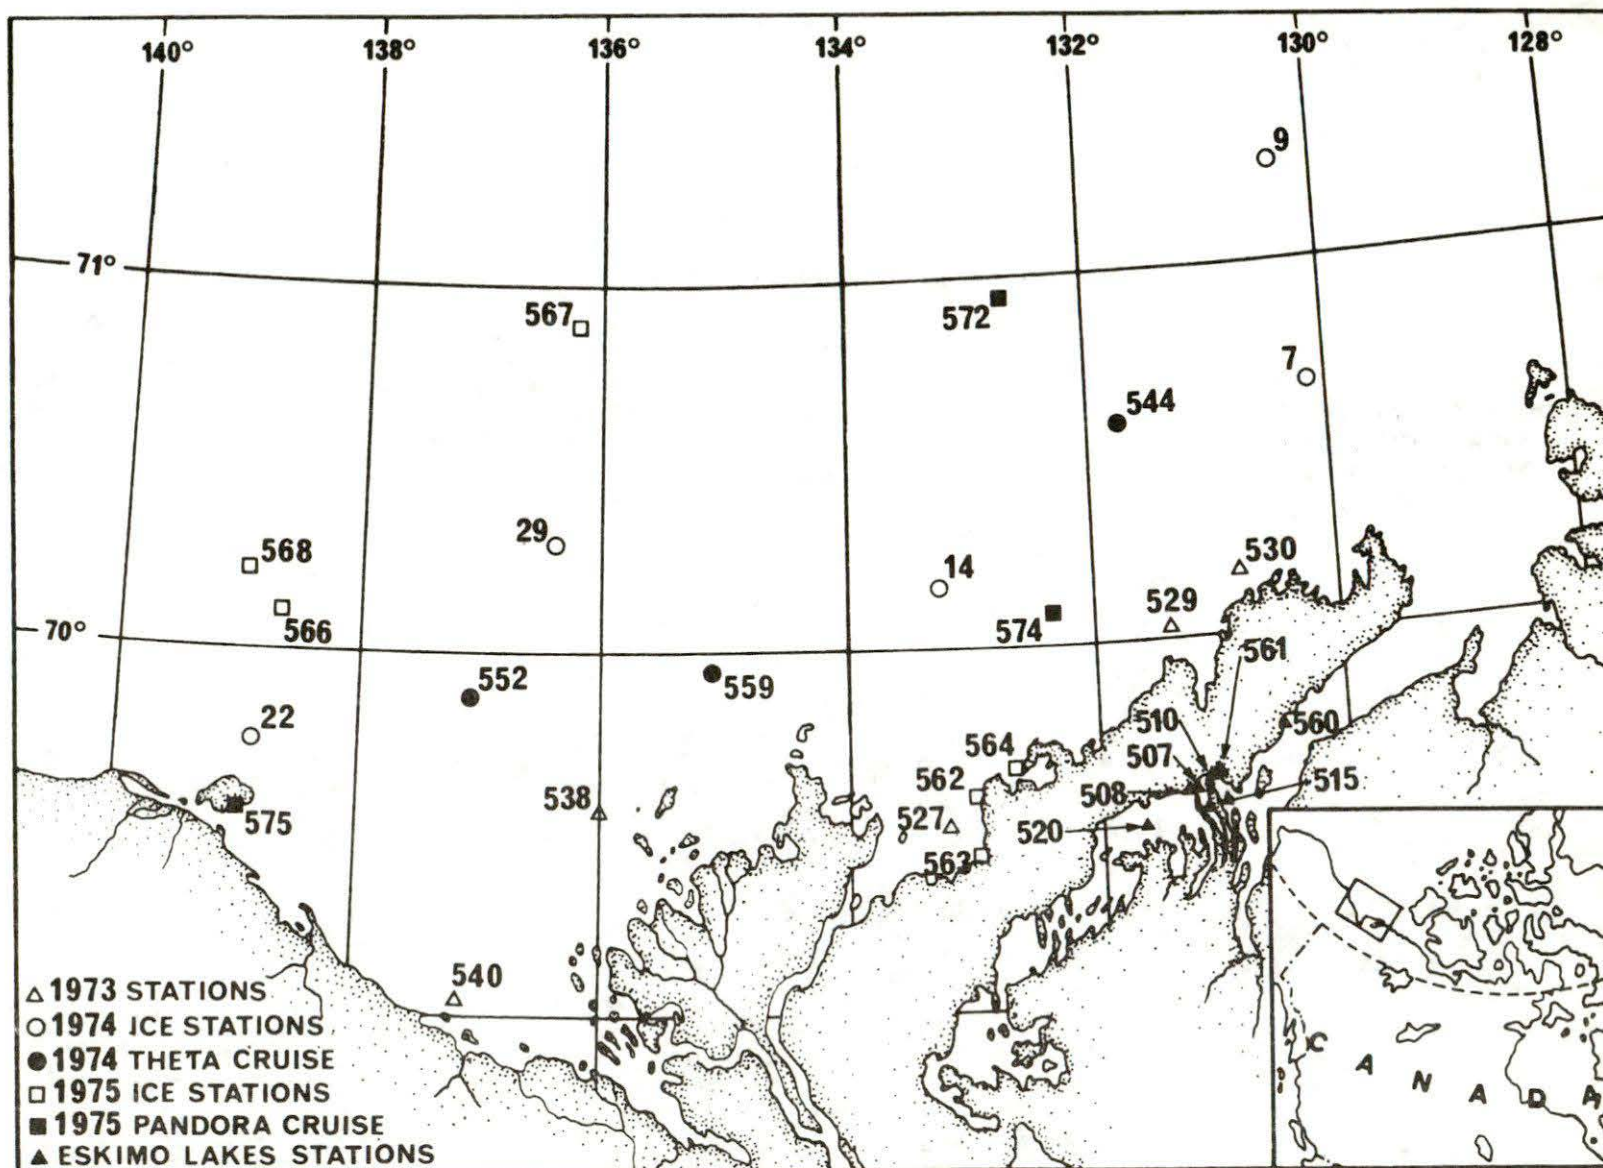 140° 138° 136° 134° 132° 130° 128°
9
71°
567 572
7
544
29 568 14 530
529
566 574
70°
561
552 559
22 510 560
564
507
562
575 538 508 515
527 520
563
540
△ 1973 STATIONS
○ 1974 ICE STATIONS
● 1974 THETA CRUISE
□ 1975 ICE STATIONS
■ 1975 PANDORA CRUISE
▲ ESKIMO LAKES STATIONS
CANADA